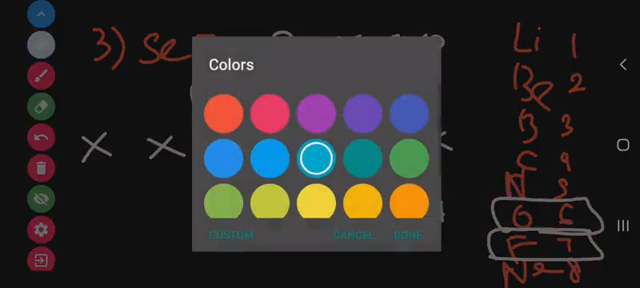 3) Se
Colors
CUSTOM CANCEL DONE
x x
Li 1
Be 2
B 3
C 4
N 5
O 6
F 7
Ne 8